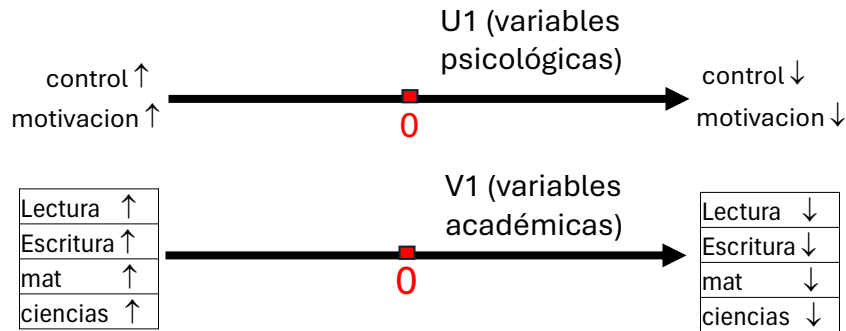 U1 (variables
psicológicas)
control ↑
motivacion ↑
0
control ↓
motivacion ↓
V1 (variables
académicas)
Lectura ↑
Escritura ↑
mat ↑
ciencias ↑
0
Lectura ↓
Escritura ↓
mat ↓
ciencias ↓